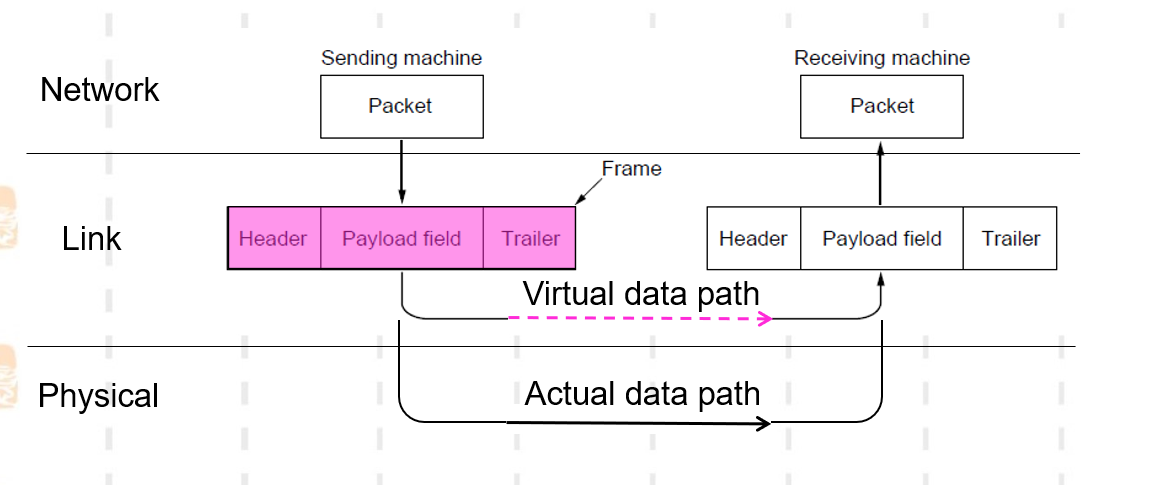 Sending machine
Receiving machine
Network
Packet
Packet
Frame
Link
Header
Payload field
Trailer
Header
Payload field
Trailer
Virtual data path
Physical
Actual data path